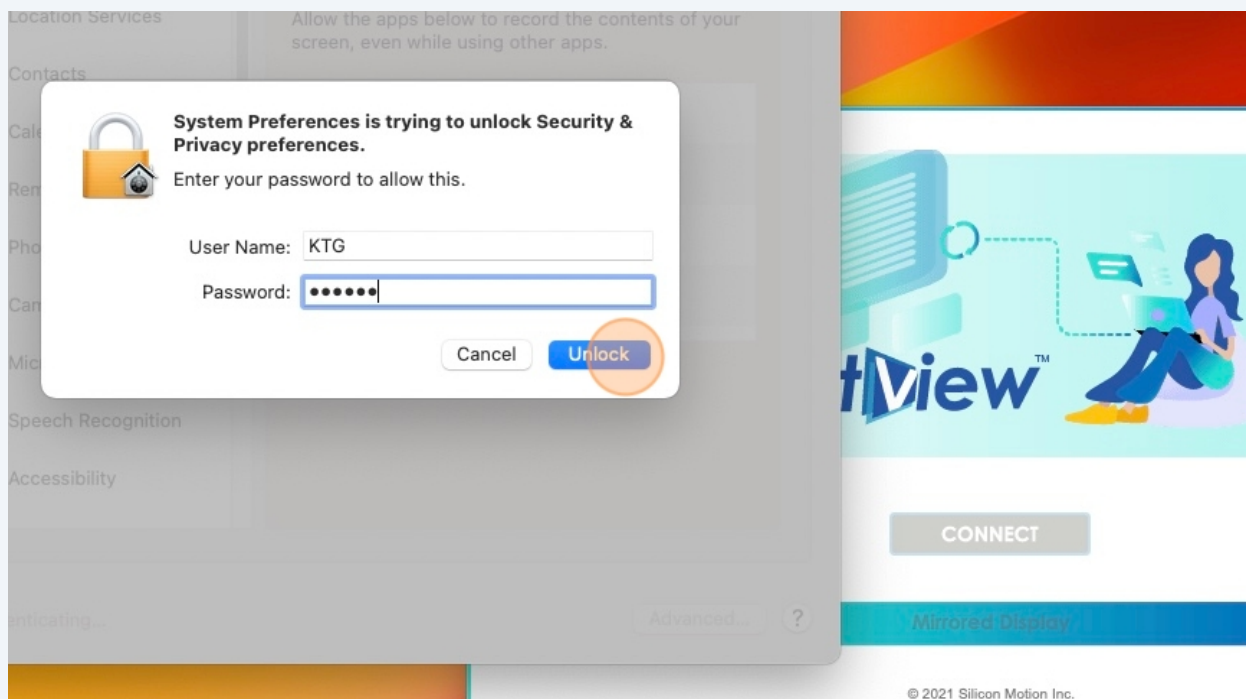 Location Services
Allow the apps below to record the contents of your
screen, even while using other apps.
Contacts
System Preferences is trying to unlock Security &
Privacy preferences.
Enter your password to allow this.
User Name: KTG
Password: ••••••
Cancel
Unlock
Speech Recognition
Accessibility
Advanced...
?
view™
CONNECT
Mirrored Display
© 2021 Silicon Motion Inc.